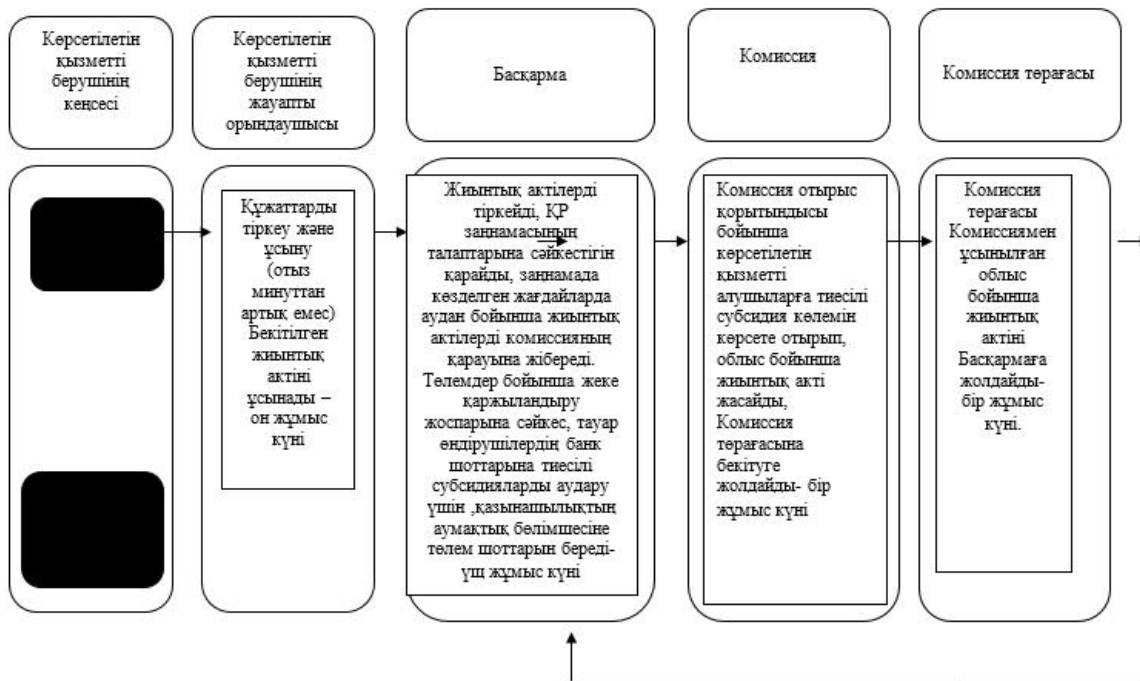 Көрсетілетін
қызметті
берушінің
кеңсесі
Көрсетілетін
қызметті
берушінің
жауапты
орындаушысы
Басқарма
Комиссия
Комиссия төрағасы
Құжаттарды
тіркеу және
ұсыну
(отыз
минуттан
артық емес)
Бекітілген
жиынтық
актіні
ұсынады –
он жұмыс
күні
Жиынтық актілерді
тіркейді, ҚР
заңнамасының
талаптарына сәйкестігін
қарайды, заңнамада
көзделген жағдайларда
аудан бойынша жиынтық
актілерді комиссияның
қарауына жібереді.
Төлемдер бойынша жеке
қаржыландыру
жоспарына сәйкес, тауар
өндірушілердің банк
шоттарына тиесілі
субсидияларды аудару
үшін ,қазынашылықтың
аумақтық бөлімшесіне
төлем шоттарын береді-
үщ жұмыс күні
Комиссия отырыс
қорытындысы
бойынша
көрсетілетін
қызметті
алушыларға тиесілі
субсидия көлемін
көрсете отырып,
облыс бойынша
жиынтық акті
жасайды,
Комиссия
төрағасына
бекітуге
жолдайды- бір
жұмыс күні
Комиссия
төрағасы
Комиссиямен
ұсынылған
облыс
бойынша
жиынтық
актіні
Басқармаға
жолдайды-
бір жұмыс
күні.